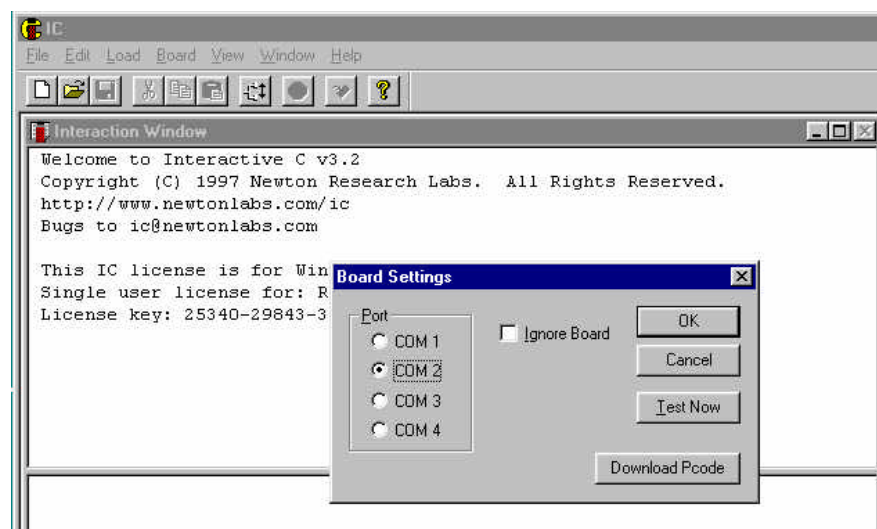 IC
File Edit Load Board View Window Help
Interaction Window
Welcome to Interactive C v3.2
Copyright (C) 1997 Newton Research Labs. All Rights Reserved.
http://www.newtonlabs.com/ic
Bugs to ic@newtonlabs.com
This IC license is for Win
Single user license for: R
License key: 25340-29843-3
Board Settings
Port
COM 1
COM 2
COM 3
COM 4
Ignore Board
OK
Cancel
Test Now
Download Pcode